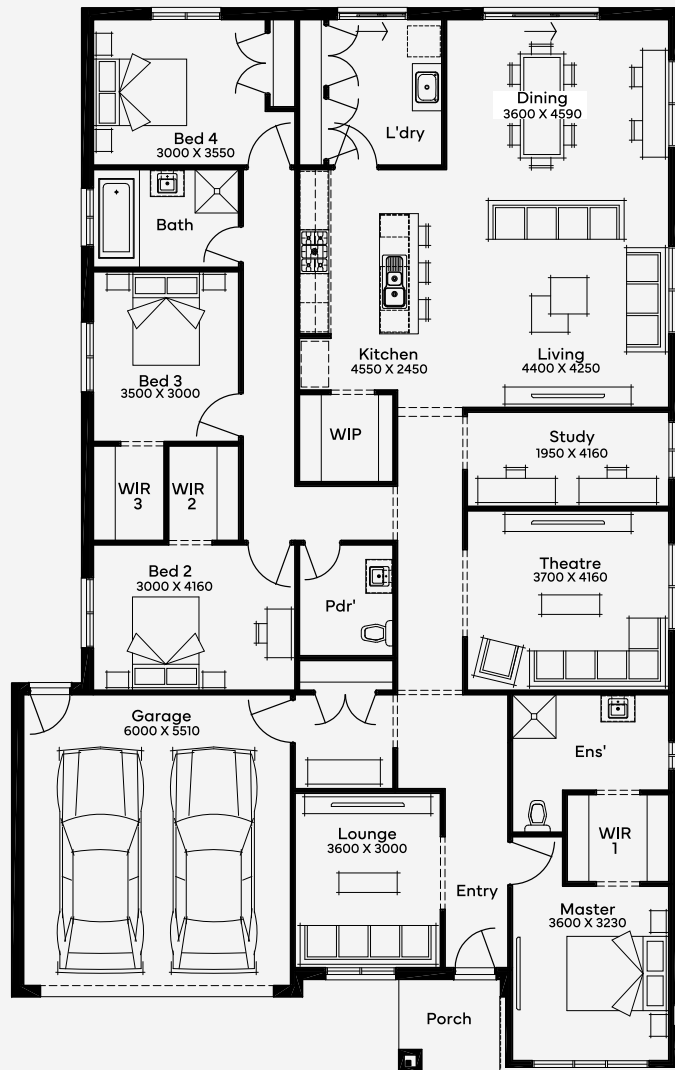 Bed 4
3000 X 3550
L'dry
Dining
3600 X 4590
Bath
Bed 3
3500 X 3000
Kitchen
4550 X 2450
Living
4400 X 4250
WIP
Study
1950 X 4160
WIR
3
WIR
2
Bed 2
3000 X 4160
Pdr'
Theatre
3700 X 4160
Garage
6000 X 5510
Ens'
Lounge
3600 X 3000
WIR
1
Entry
Master
3600 X 3230
Porch